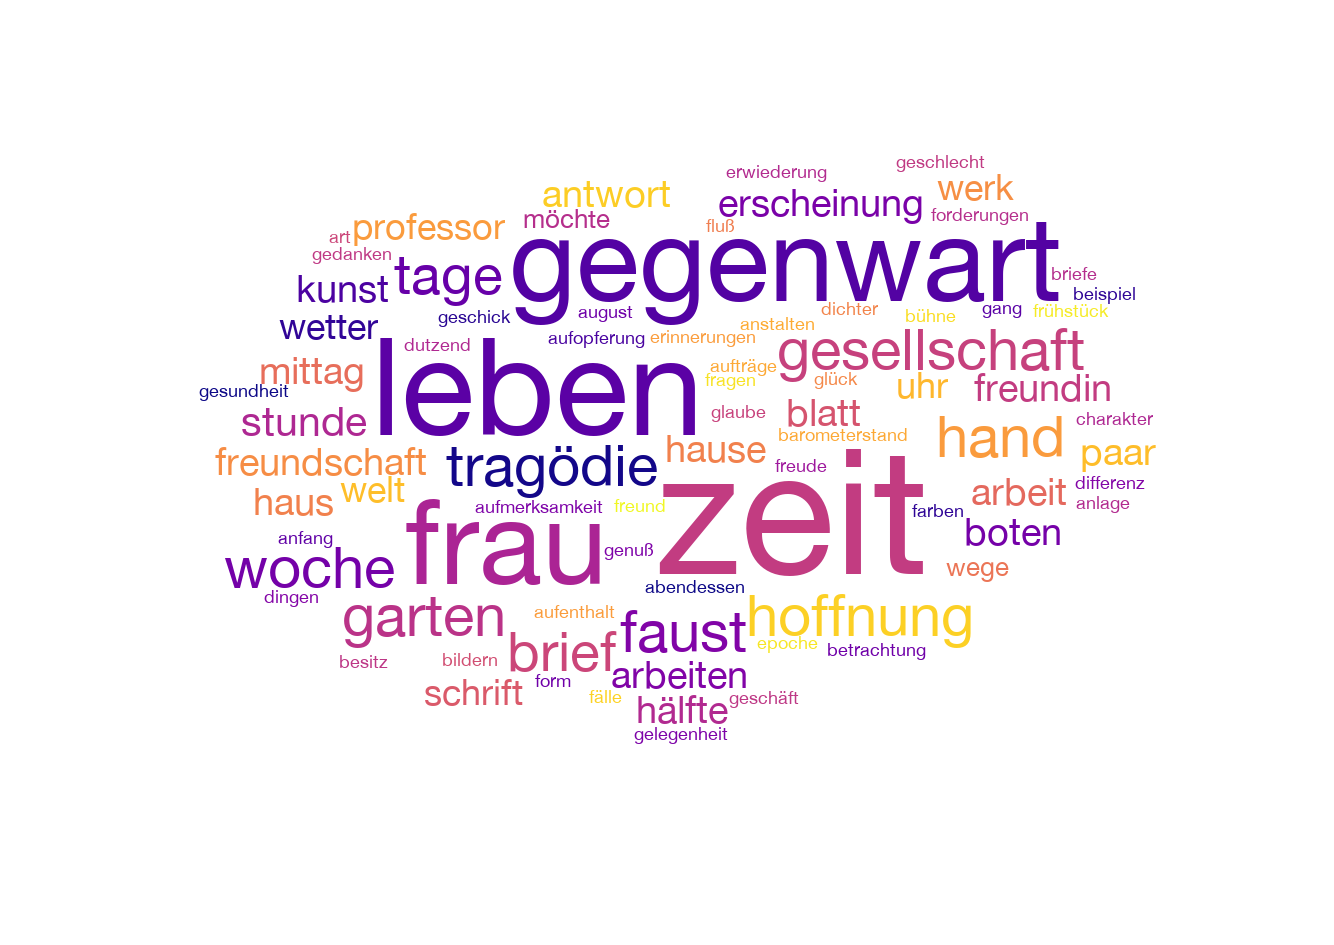 geschlecht
erwiederung
antwort
werk
erscheinung
möchte
forderungen
professor
fluß
art
gedanken
gegenwart
tage
briefe
kunst
beispiel
wetter
geschick
august
dichter
gang
frühstück
bühne
anstalten
aufopferung
erinnerungen
dutzend
gesellschaft
mittag
leben
aufträge
fragen
glück
uhr
freundin
gesundheit
stunde
glaube
blatt
charakter
barometerstand
hand
hause
paar
freundschaft
tragödie
freude
welt
zeit
differenz
arbeit
haus
aufmerksamkeit
freund
farben
anlage
boten
anfang
frau
genuß
woche
wege
abendessen
dingen
garten
aufenthalt
hoffnung
faust
epoche
betrachtung
brief
besitz
bildern
arbeiten
form
schrift
fälle
geschäft
hälfte
gelegenheit